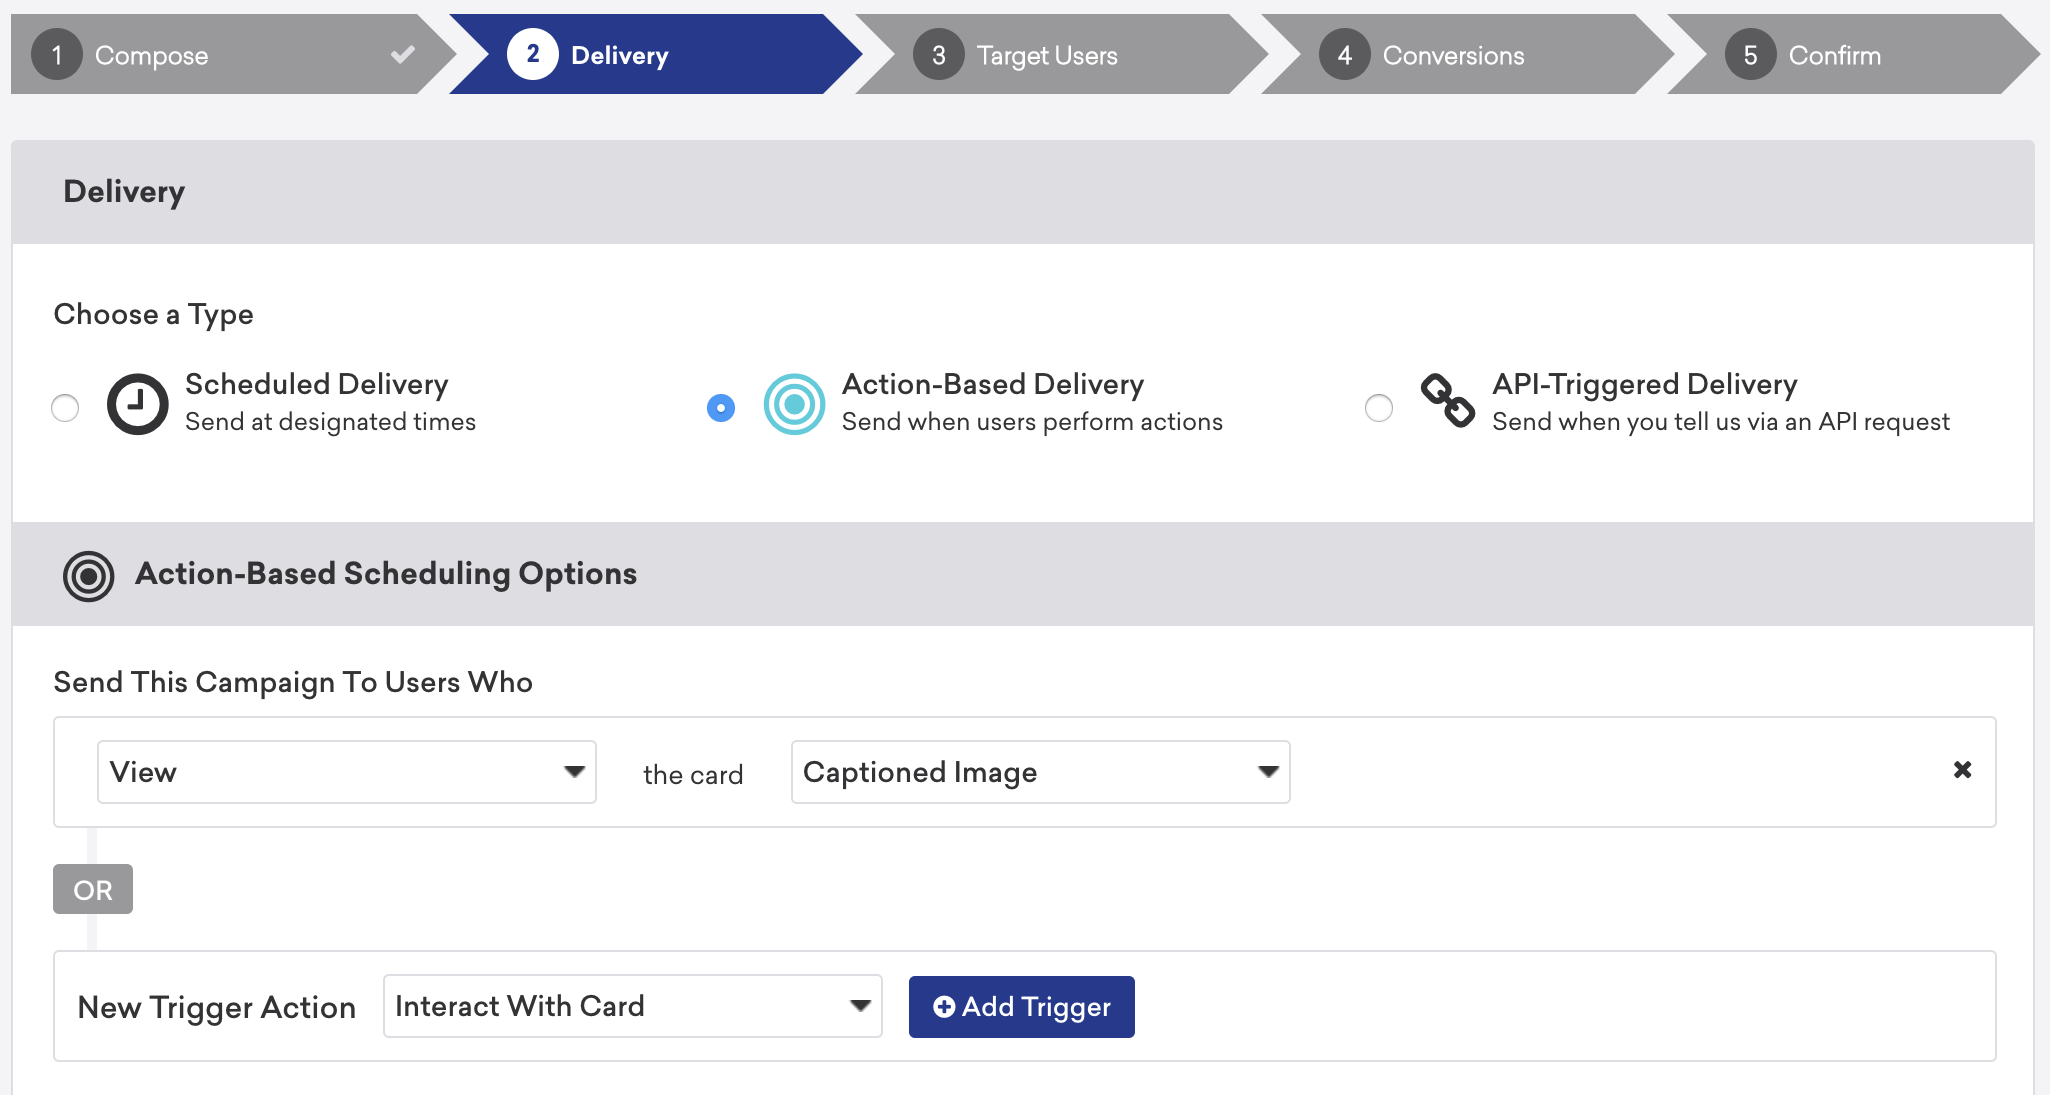 1 Compose
2 Delivery
3 Target Users
4 Conversions
5 Confirm
Delivery
Choose a Type
Scheduled Delivery
Send at designated times
Action-Based Delivery
Send when users perform actions
API-Triggered Delivery
Send when you tell us via an API request
Action-Based Scheduling Options
Send This Campaign To Users Who
View the card Captioned Image
OR
New Trigger Action Interact With Card Add Trigger